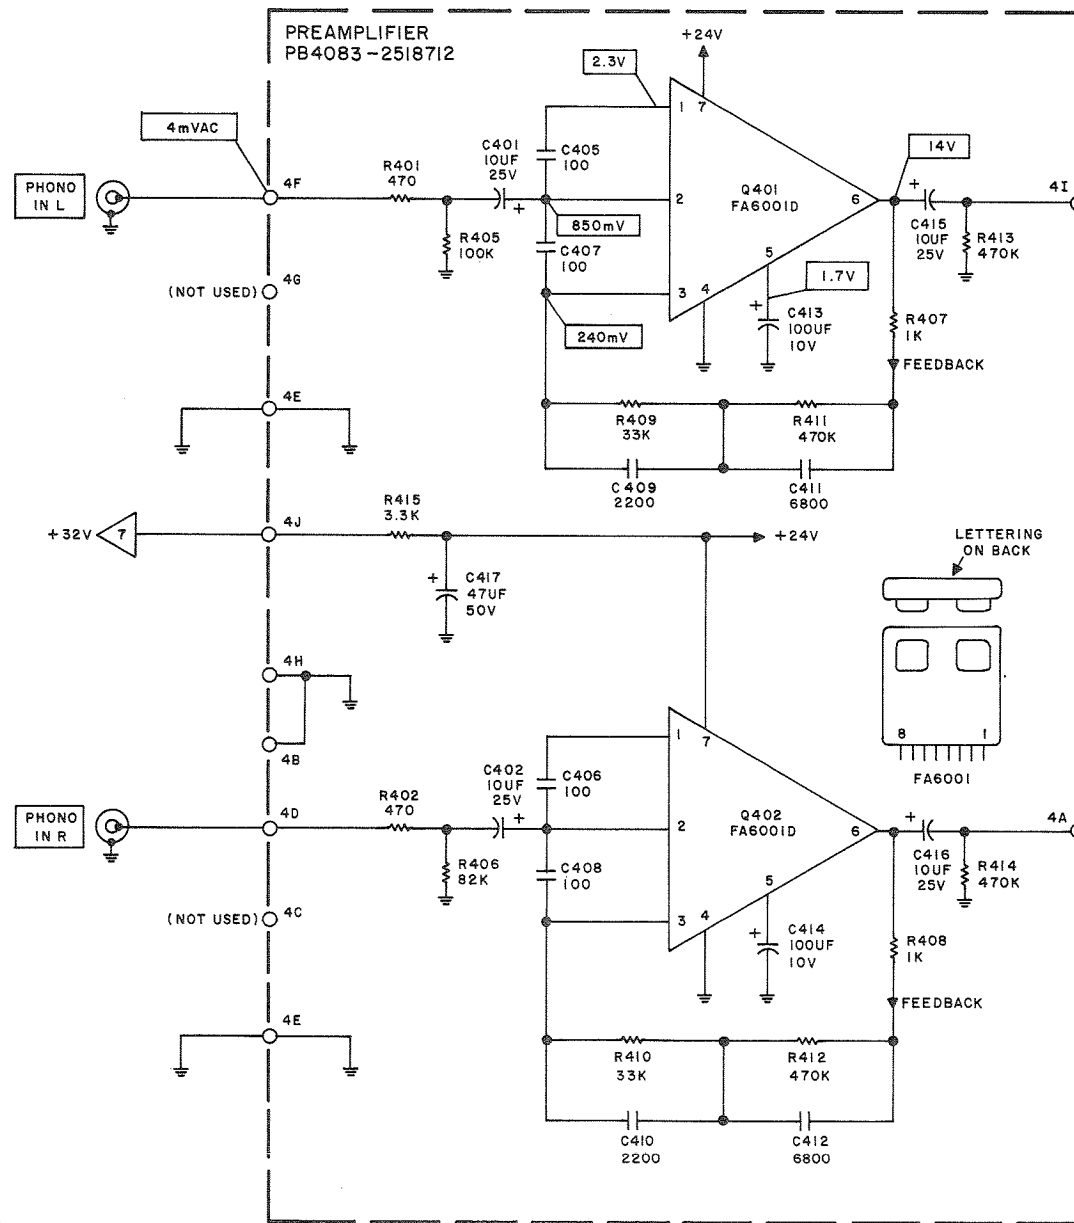 PREAMPLIFIER
PB4083-2518712
+24V
2.3V
4mVAC
PHONO
IN L
4F
R401
470
C401
10UF
25V
C405
100
1
7
2
Q401
FA6001D
6
14V
4I
850mV
R405
100K
C407
100
5
C415
10UF
25V
R413
470K
(NOT USED)
4G
3
4
1.7V
240mV
C413
100UF
10V
R407
1K
FEEDBACK
4E
R409
33K
R411
470K
C409
2200
C411
6800
+32V
7
4J
R415
3.3K
+24V
LETTERING
ON BACK
C417
47UF
50V
4H
4B
8
1
FA6001
1
7
PHONO
IN R
4D
R402
470
C402
10UF
25V
C406
100
2
Q402
FA6001D
6
4A
R406
82K
C408
100
5
C416
10UF
25V
R414
470K
(NOT USED)
4C
3
4
C414
100UF
10V
R408
1K
FEEDBACK
4E
R410
33K
R412
470K
C410
2200
C412
6800
+
+
+
+
+
+
+